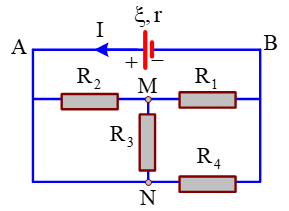 ξ, r
A I B
+ −
R₂ M R₁
R₃
R₄
N